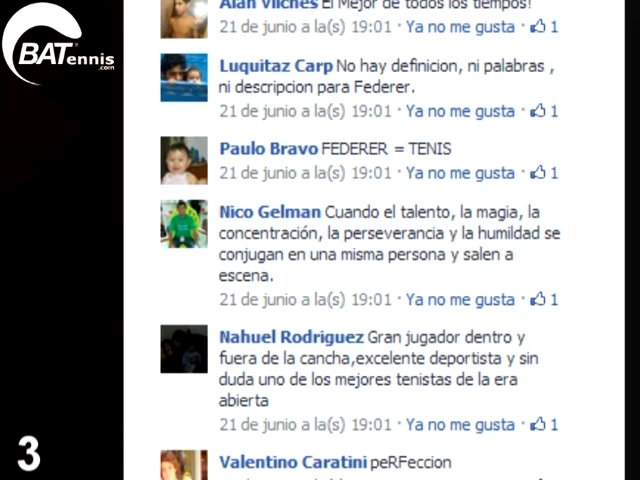 BATennis
.com
Alan Vilches El Mejor de todos los tiempos!
21 de junio a la(s) 19:01 · Ya no me gusta · 1
Luquitaz Carp No hay definicion, ni palabras ,
ni descripcion para Federer.
21 de junio a la(s) 19:01 · Ya no me gusta · 1
Paulo Bravo FEDERER = TENIS
21 de junio a la(s) 19:01 · Ya no me gusta · 1
Nico Gelman Cuando el talento, la magia, la
concentración, la perseverancia y la humildad se
conjugan en una misma persona y salen a
escena.
21 de junio a la(s) 19:01 · Ya no me gusta · 1
Nahuel Rodriguez Gran jugador dentro y
fuera de la cancha,excelente deportista y sin
duda uno de los mejores tenistas de la era
abierta
21 de junio a la(s) 19:01 · Ya no me gusta · 1
Valentino Caratini peRFeccion
3